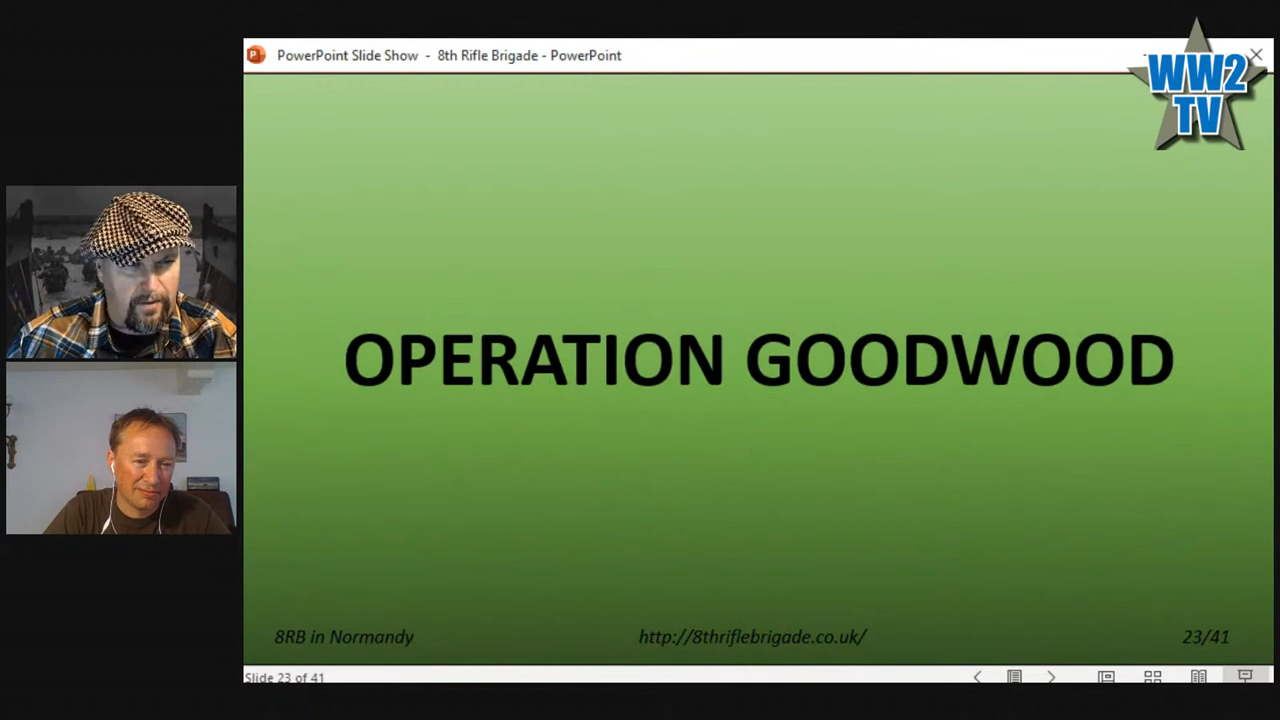 PowerPoint Slide Show - 8th Rifle Brigade - PowerPoint
WW2
TV
OPERATION GOODWOOD
8RB in Normandy
http://8thriflebrigade.co.uk/
23/41
Slide 23 of 41